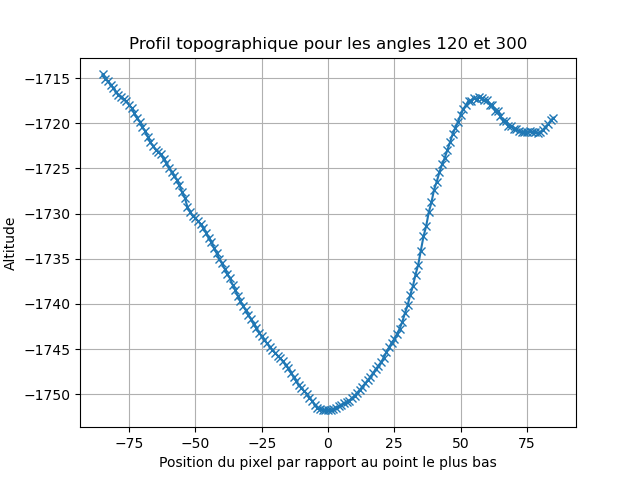 Profil topographique pour les angles 120 et 300
Altitude
−1715
−1720
−1725
−1730
−1735
−1740
−1745
−1750
−75 −50 −25 0 25 50 75
Position du pixel par rapport au point le plus bas